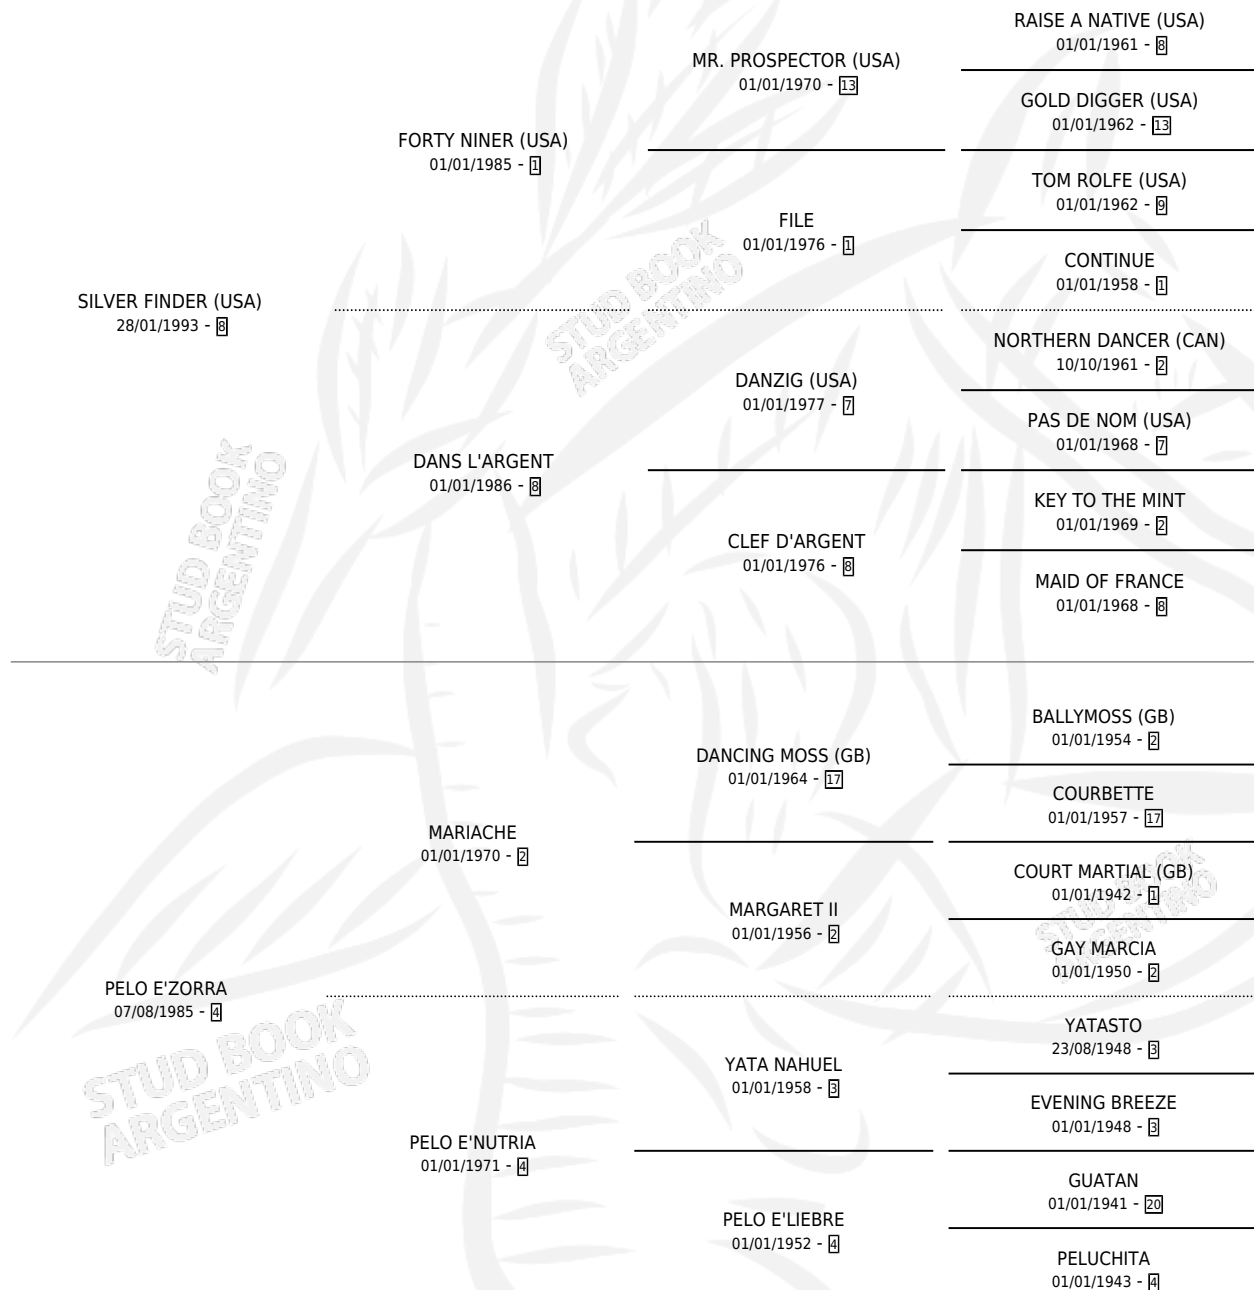 RAISE A NATIVE (USA)
01/01/1961 - 8
MR. PROSPECTOR (USA)
01/01/1970 - 13
GOLD DIGGER (USA)
01/01/1962 - 13
FORTY NINER (USA)
01/01/1985 - 1
TOM ROLFE (USA)
01/01/1962 - 9
FILE
01/01/1976 - 1
CONTINUE
01/01/1958 - 1
SILVER FINDER (USA)
28/01/1993 - 8
NORTHERN DANCER (CAN)
10/10/1961 - 2
DANZIG (USA)
01/01/1977 - 7
PAS DE NOM (USA)
01/01/1968 - 7
DANS L'ARGENT
01/01/1986 - 8
KEY TO THE MINT
01/01/1969 - 2
CLEF D'ARGENT
01/01/1976 - 8
MAID OF FRANCE
01/01/1968 - 8
STUD BOOK
ARGENTINO
STUD BOOK
ARGENTINO
BALLYMOSS (GB)
01/01/1954 - 2
DANCING MOSS (GB)
01/01/1964 - 17
COURBETTE
01/01/1957 - 17
MARIACHE
01/01/1970 - 2
COURT MARTIAL (GB)
01/01/1942 - 1
MARGARET II
01/01/1956 - 2
GAY MARCIA
01/01/1950 - 2
PELO E'ZORRA
07/08/1985 - 4
YATASTO
23/08/1948 - 3
YATA NAHUEL
01/01/1958 - 3
EVENING BREEZE
01/01/1948 - 3
PELO E'NUTRIA
01/01/1971 - 4
GUATAN
01/01/1941 - 20
PELO E'LIEBRE
01/01/1952 - 4
PELUCHITA
01/01/1943 - 4
STUD BOOK
ARGENTINO
STUD BOOK
ARGENTINO